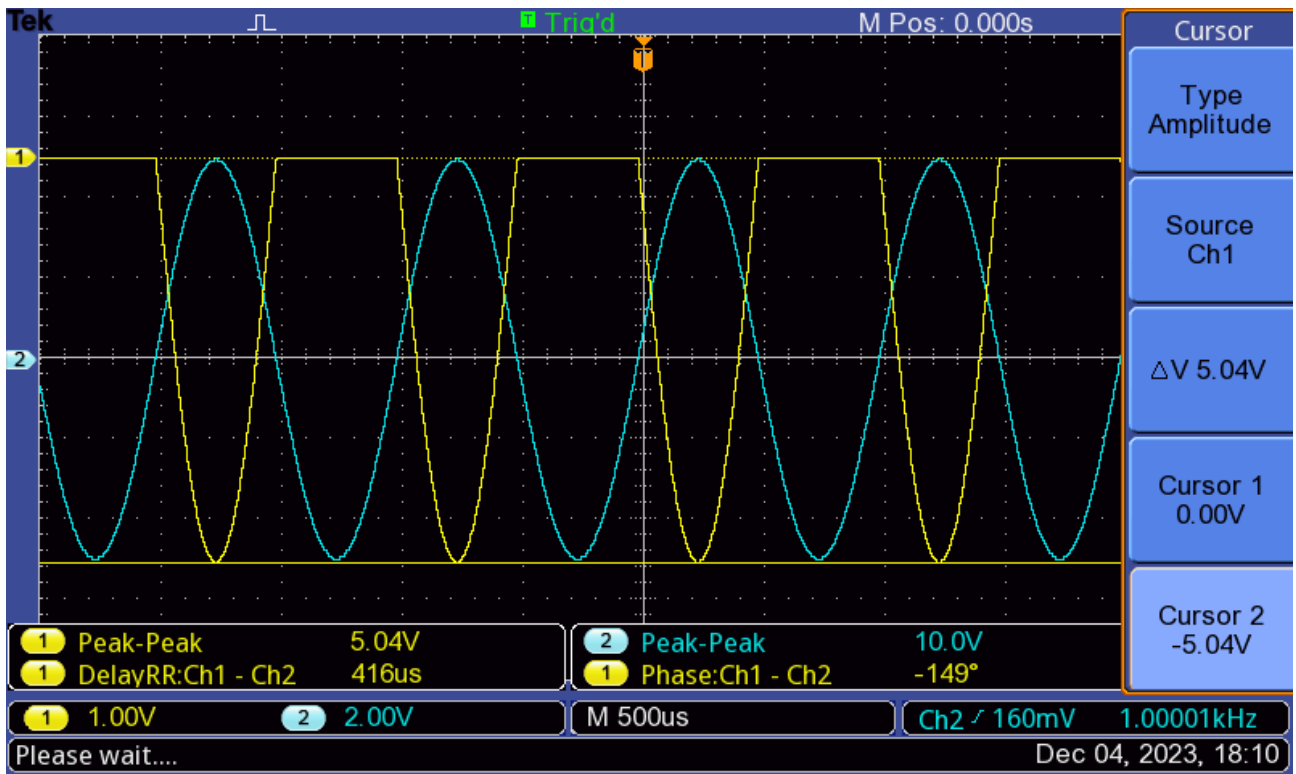 Tek T Trig'd M Pos: 0.000s
Cursor
T
Type
Amplitude
1
Source
Ch1
2
△V 5.04V
Cursor 1
0.00V
Cursor 2
-5.04V
1 Peak-Peak 5.04V 2 Peak-Peak 10.0V
1 DelayRR:Ch1 - Ch2 416us 1 Phase:Ch1 - Ch2 -149°
1 1.00V 2 2.00V M 500us Ch2 / 160mV 1.00001kHz
Please wait.... Dec 04, 2023, 18:10